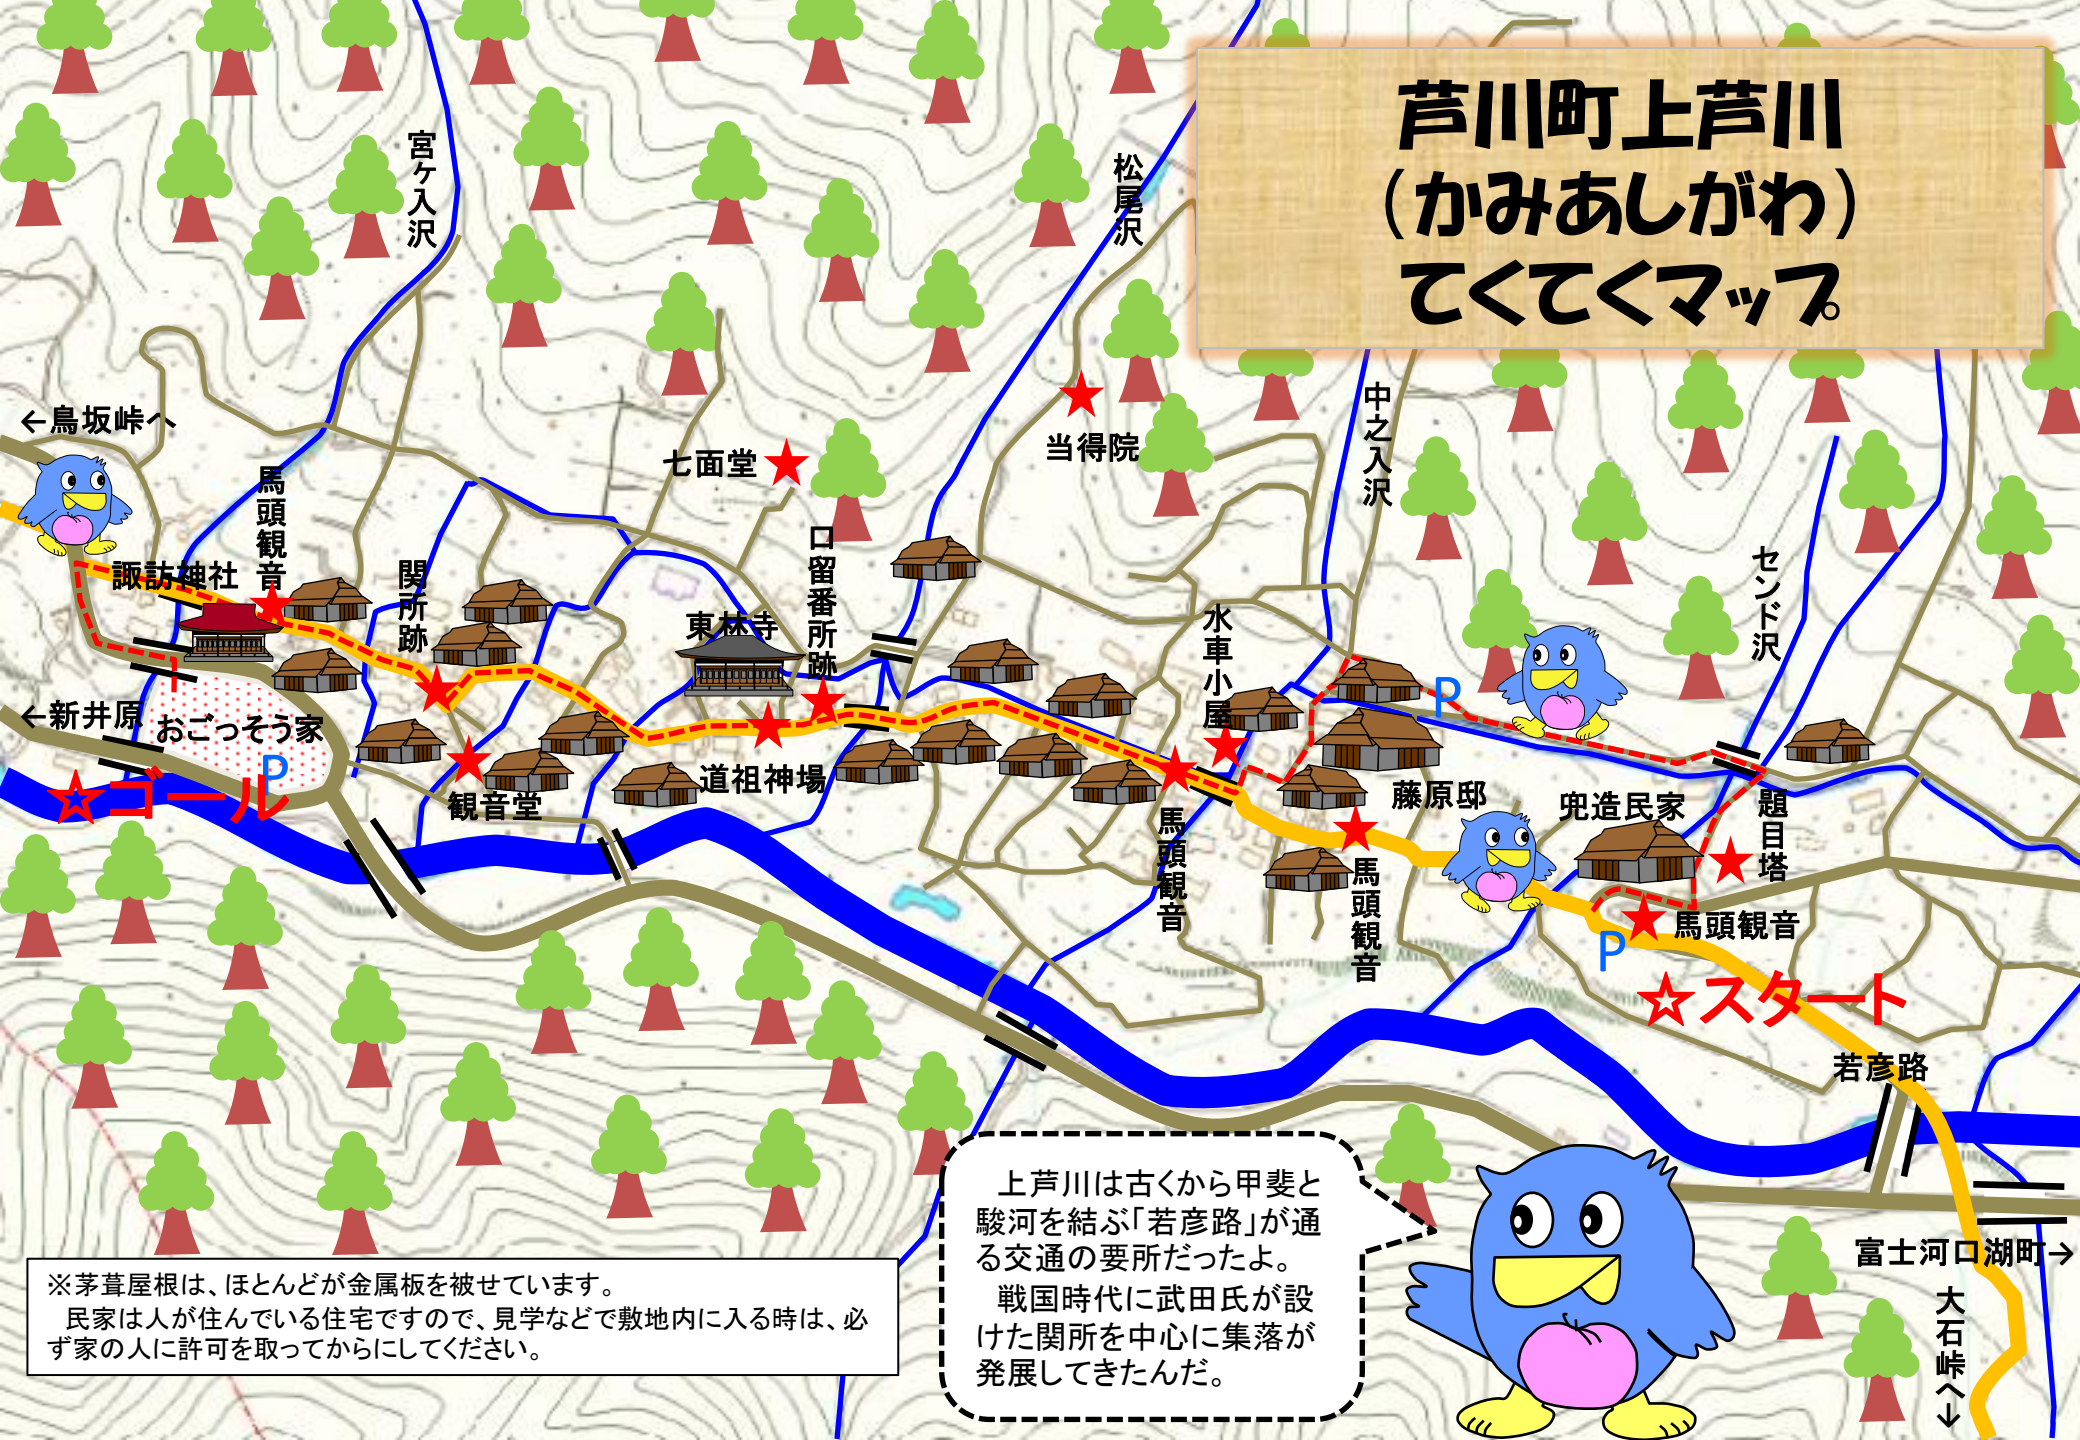 芦川町上芦川
（かみあしがわ）
てくてくマップ
宮ヶ入沢
松尾沢
中之入沢
センド沢
←鳥坂峠へ
馬頭観音
諏訪神社
関所跡
七面堂
口留番所跡
当得院
東林寺
水車小屋
←新井原
おごっそう家
P
☆ゴール
観音堂
道祖神場
馬頭観音
藤原邸
馬頭観音
P
兜造民家
題目塔
馬頭観音
P
☆スタート
若彦路
富士河口湖町→
大石峠へ→
上芦川は古くから甲斐と
駿河を結ぶ「若彦路」が通
る交通の要所だったよ。
戦国時代に武田氏が設
けた関所を中心に集落が
発展してきたんだ。
※茅葺屋根は、ほとんどが金属板を被せています。
民家は人が住んでいる住宅ですので、見学などで敷地内に入る時は、必
ず家の人に許可を取ってからにしてください。